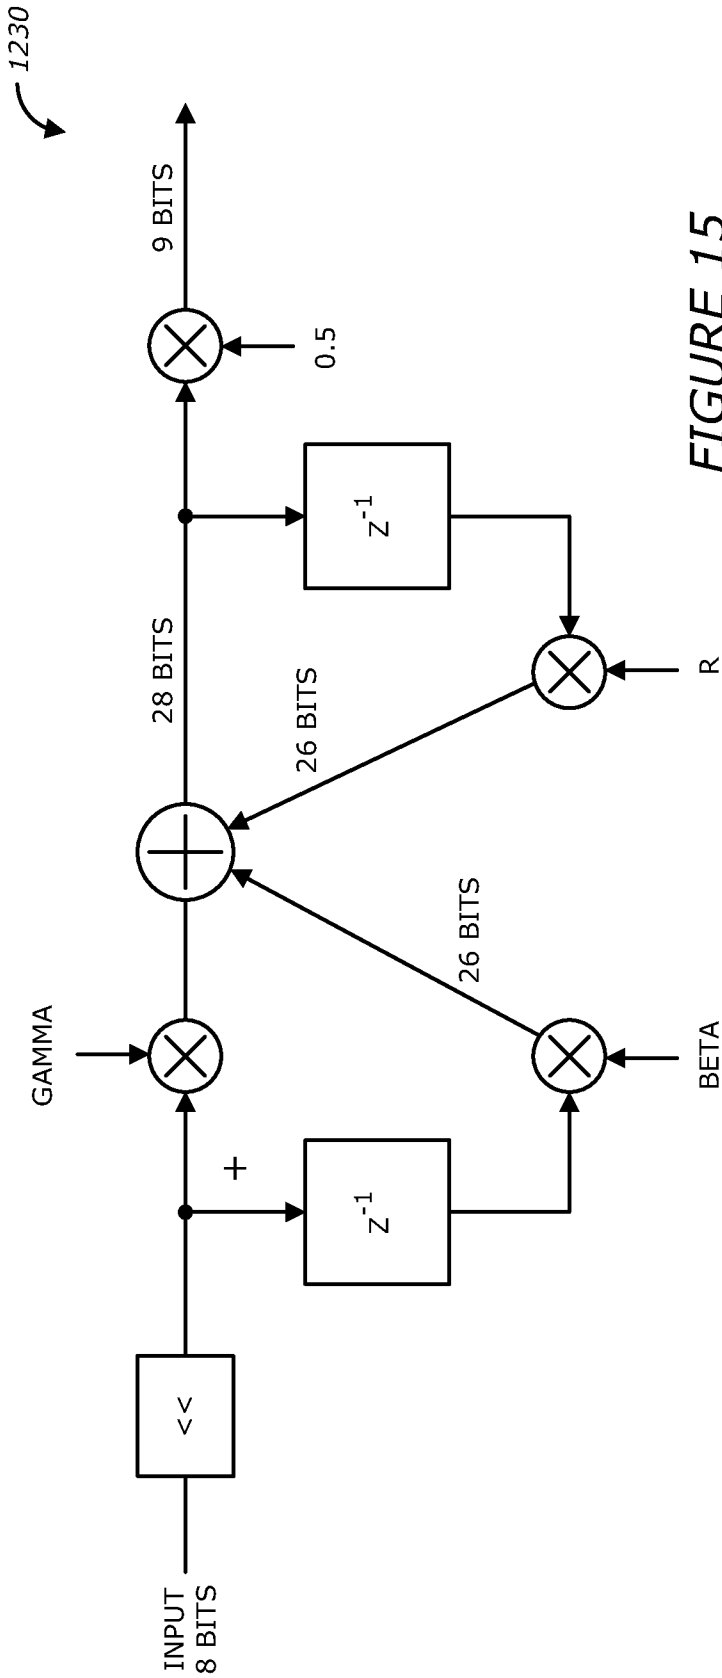 1230
INPUT
8 BITS
<<
+
Z-1
GAMMA
BETA
26 BITS
28 BITS
26 BITS
Z-1
R
0.5
9 BITS
FIGURE 15